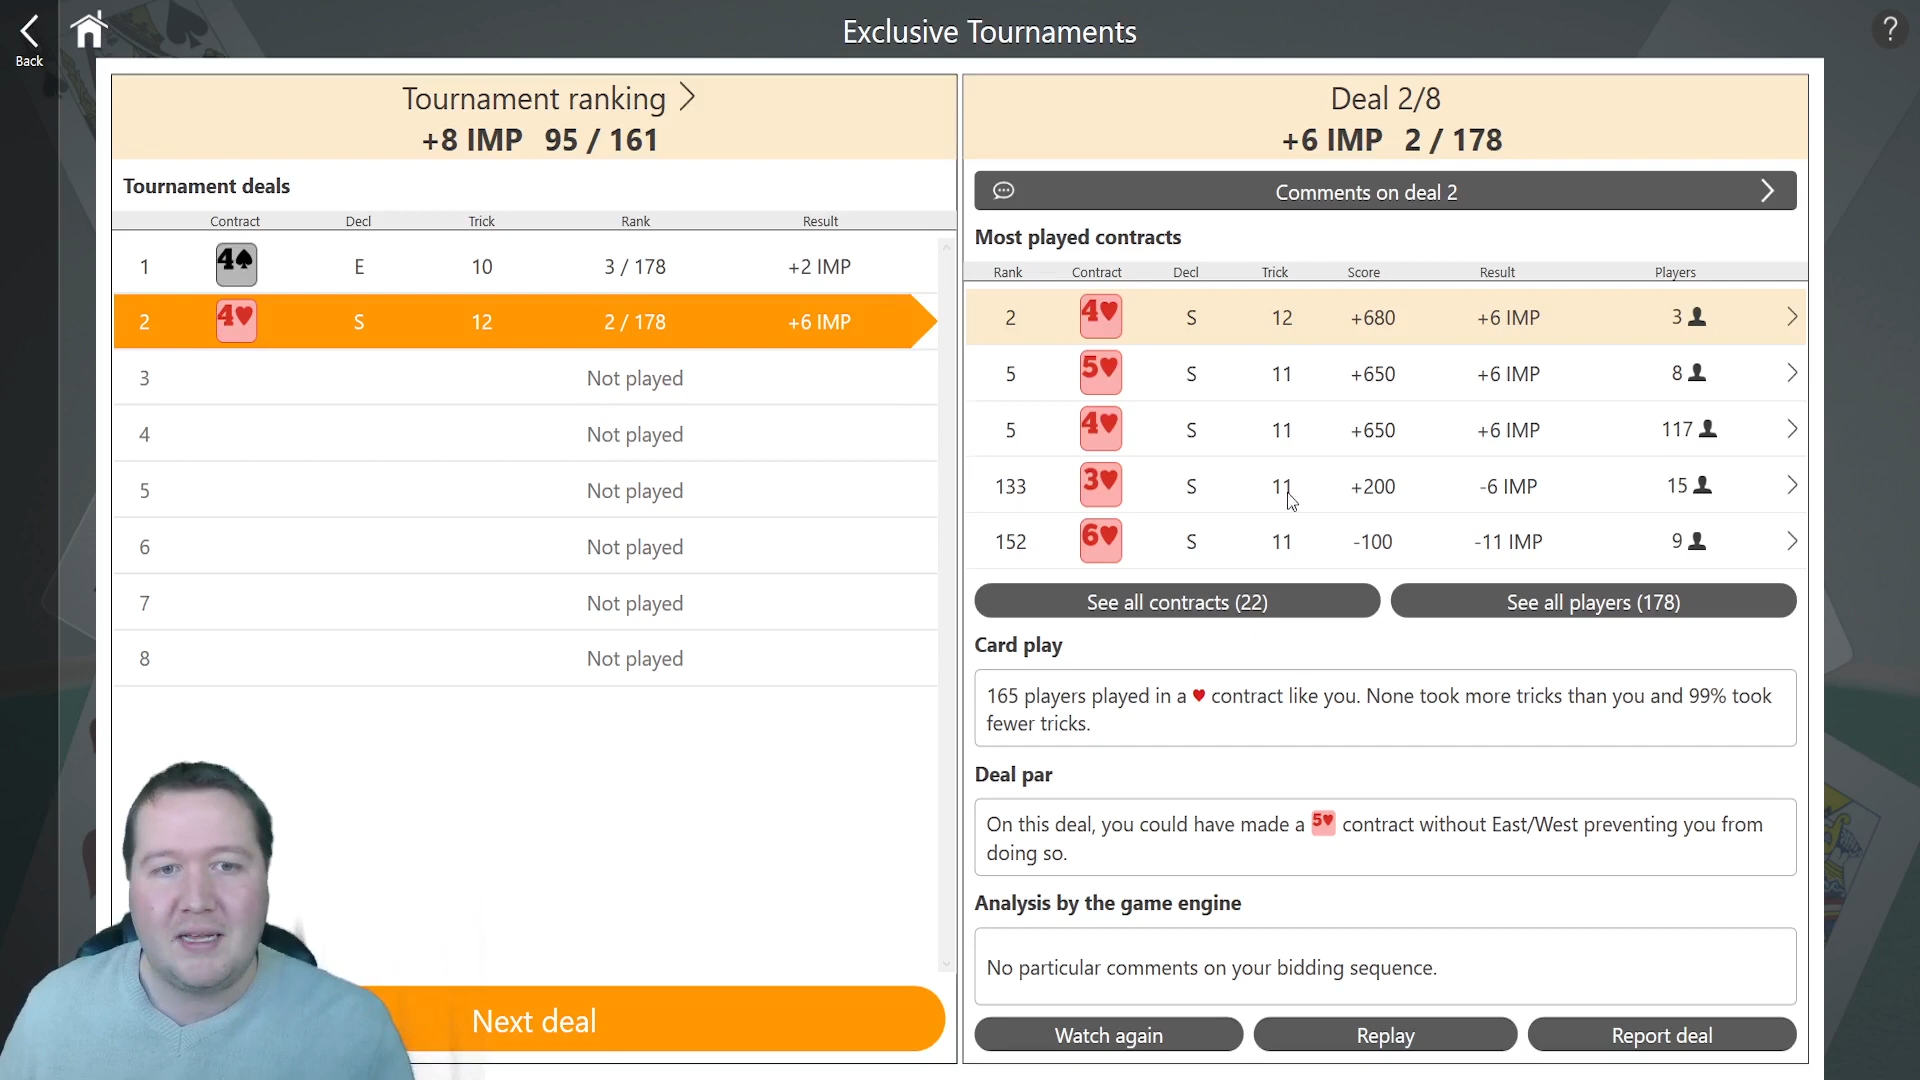 Exclusive Tournaments
?
Back
Tournament ranking
+8 IMP 95 / 161
Tournament deals
Contract Decl Trick Rank Result
1 4♠ E 10 3 / 178 +2 IMP
2 4♥ S 12 2 / 178 +6 IMP
3 Not played
4 Not played
5 Not played
6 Not played
7 Not played
8 Not played
Next deal
Deal 2/8
+6 IMP 2 / 178
Comments on deal 2
Most played contracts
Rank Contract Decl Trick Score Result Players
2 4♥ S 12 +680 +6 IMP 3
5 5♥ S 11 +650 +6 IMP 8
5 4♥ S 11 +650 +6 IMP 117
133 3♥ S 11 +200 -6 IMP 15
152 6♥ S 11 -100 -11 IMP 9
See all contracts (22) See all players (178)
Card play
165 players played in a ♥ contract like you. None took more tricks than you and 99% took
fewer tricks.
Deal par
On this deal, you could have made a 5♥ contract without East/West preventing you from
doing so.
Analysis by the game engine
No particular comments on your bidding sequence.
Watch again Replay Report deal